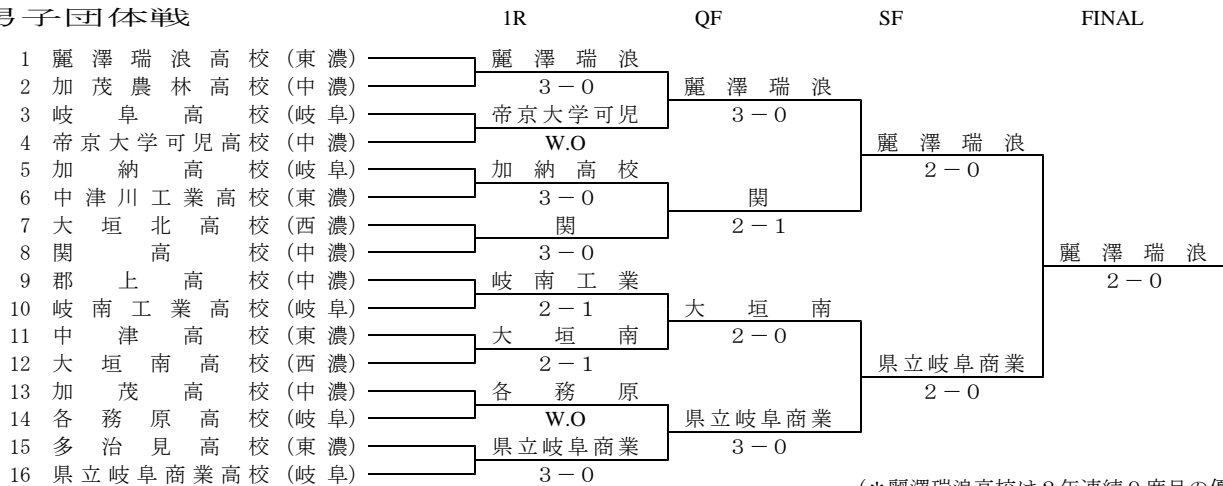 男子団体戦 1R QF SF FINAL
1 麗澤瑞浪高校 (東濃) 麗澤瑞浪
2 加茂農林高校 (中濃) 3－0 麗澤瑞浪
3 岐阜高校 (岐阜) 帝京大学可児 3－0
4 帝京大学可児高校 (中濃) W.O 麗澤瑞浪
5 加納高校 (岐阜) 加納高校 2－0
6 中津川工業高校 (東濃) 3－0 関
7 大垣北高校 (西濃) 関 2－1
8 関高校 (中濃) 3－0 麗澤瑞浪
9 郡上高校 (中濃) 岐南工業 2－0
10 岐南工業高校 (岐阜) 2－1 大垣南
11 中津高校 (東濃) 大垣南 2－0
12 大垣南高校 (西濃) 2－1 県立岐阜商業
13 加茂高校 (中濃) 各務原 2－0
14 各務原高校 (岐阜) W.O 県立岐阜商業
15 多治見高校 (東濃) 県立岐阜商業 3－0
16 県立岐阜商業高校 (岐阜) 3－0